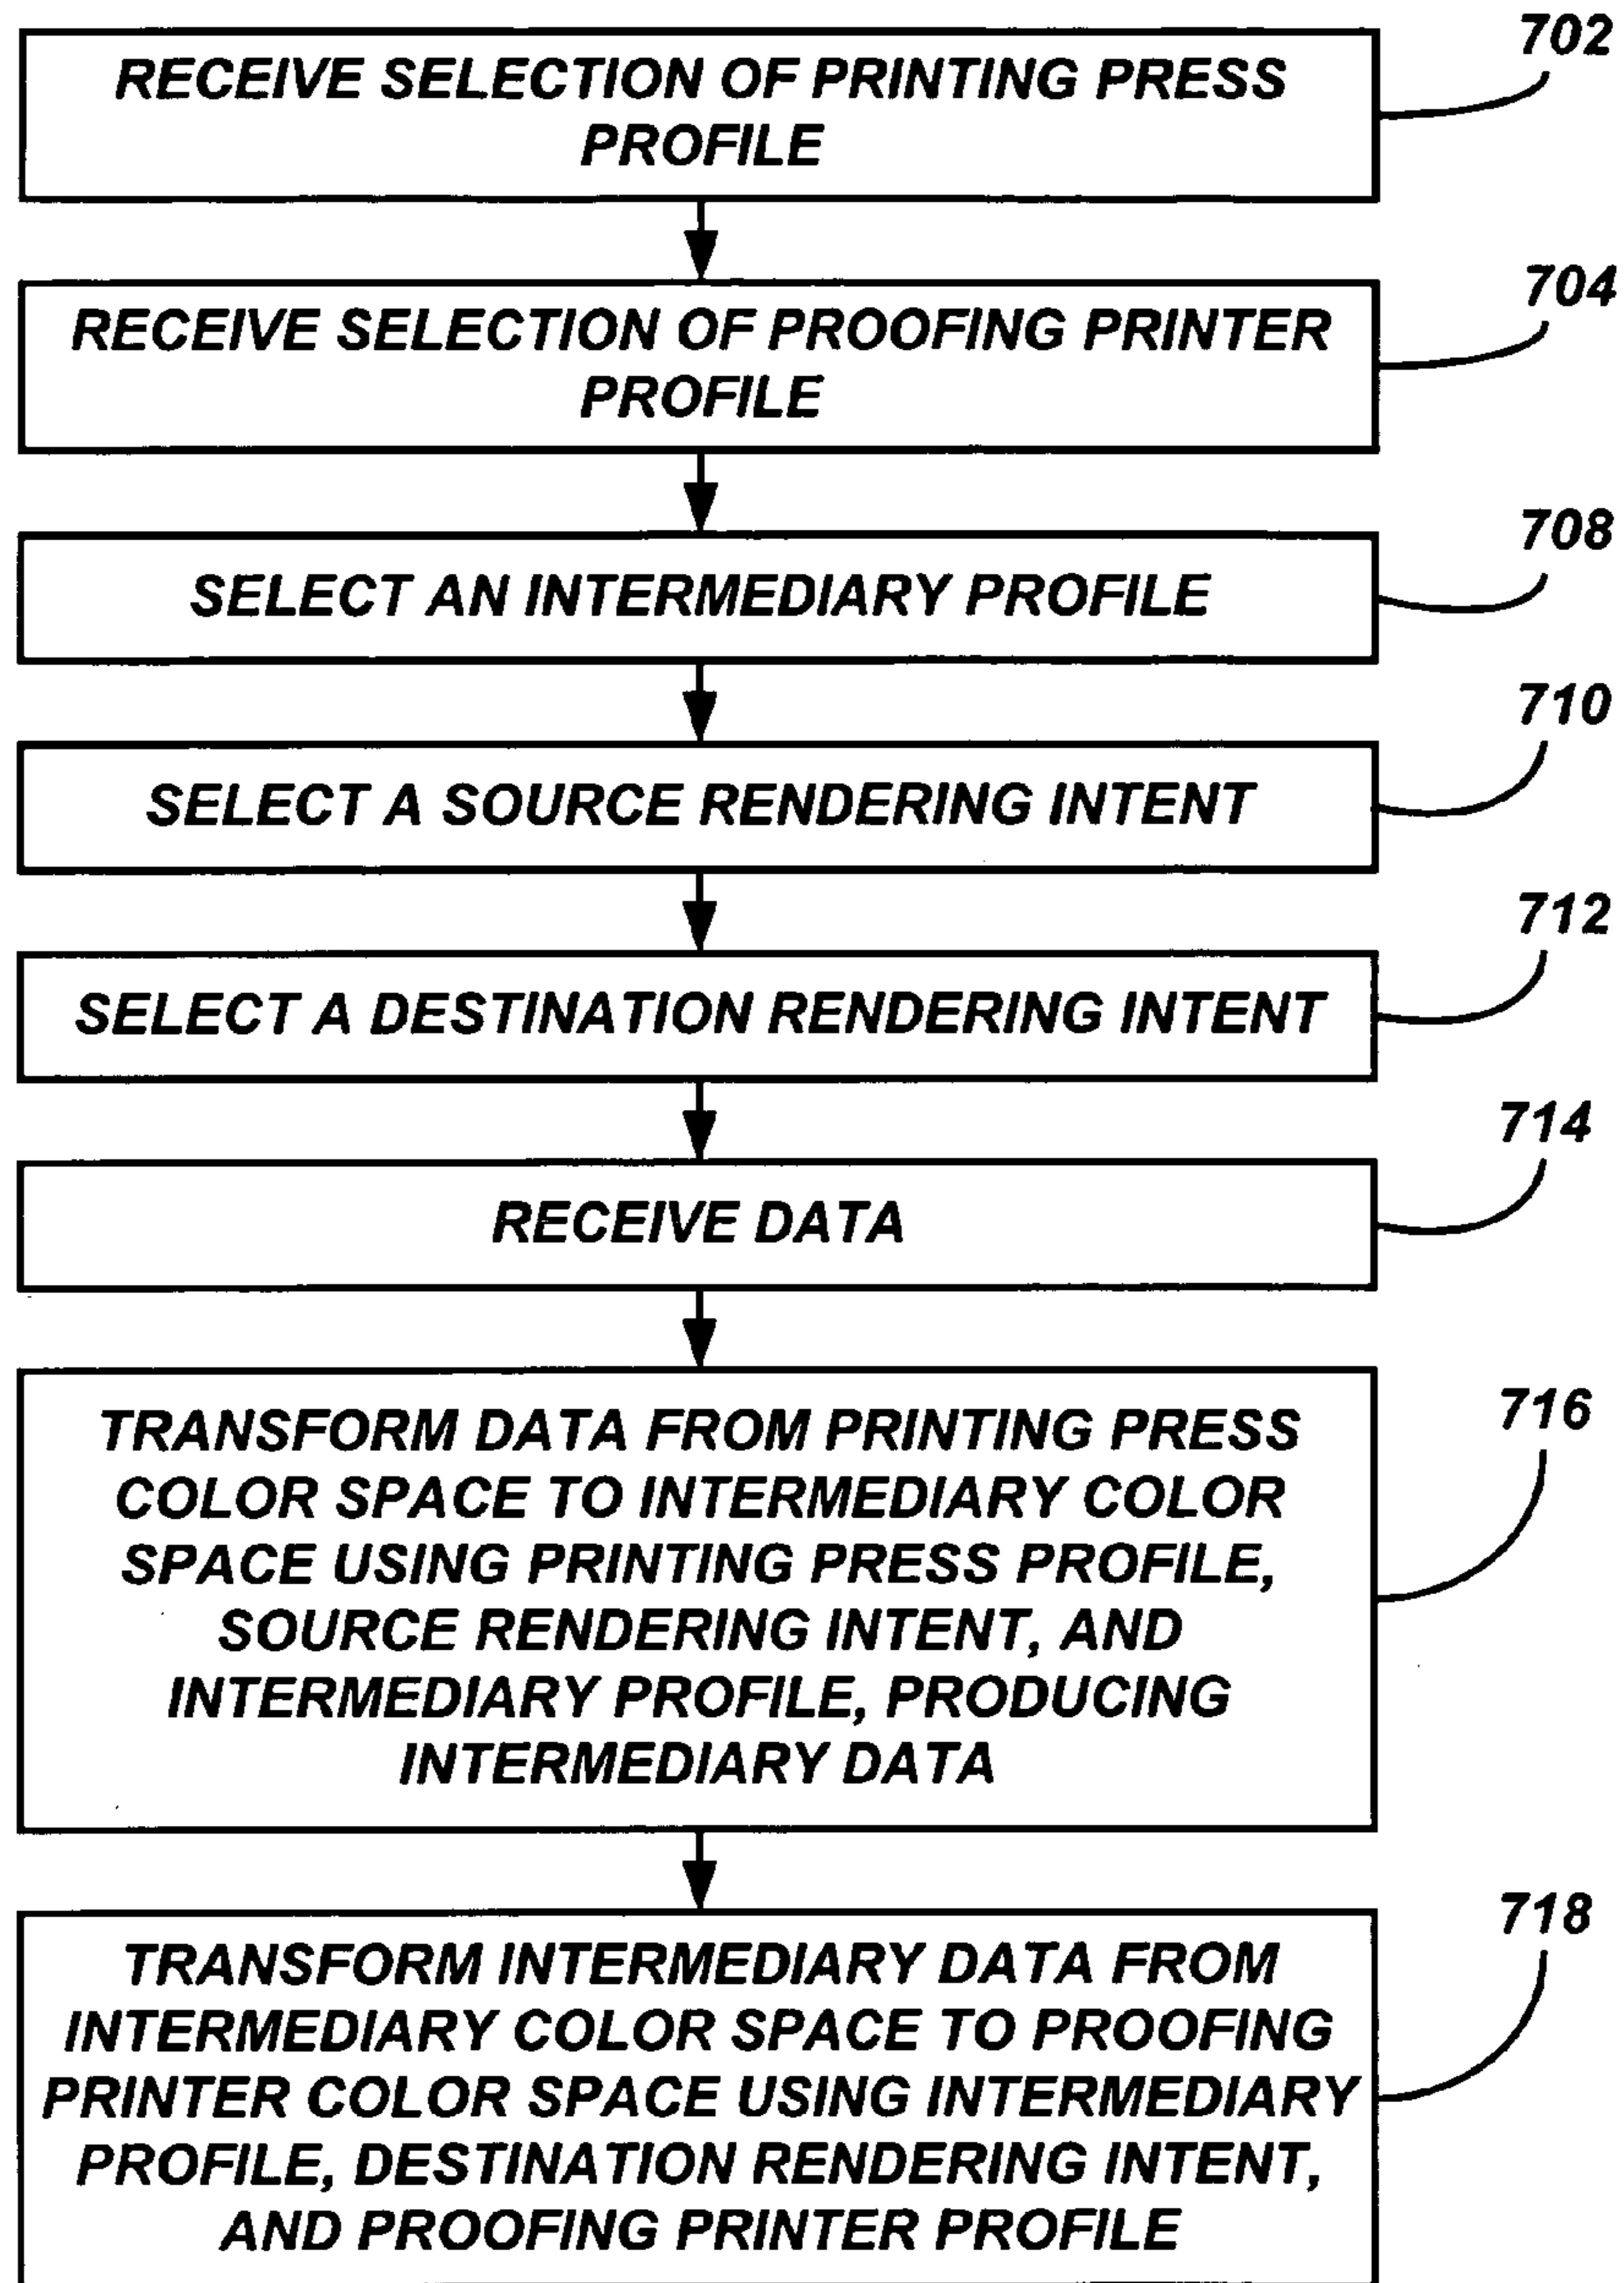 702
RECEIVE SELECTION OF PRINTING PRESS
PROFILE
704
RECEIVE SELECTION OF PROOFING PRINTER
PROFILE
708
SELECT AN INTERMEDIARY PROFILE
710
SELECT A SOURCE RENDERING INTENT
712
SELECT A DESTINATION RENDERING INTENT
714
RECEIVE DATA
716
TRANSFORM DATA FROM PRINTING PRESS
COLOR SPACE TO INTERMEDIARY COLOR
SPACE USING PRINTING PRESS PROFILE,
SOURCE RENDERING INTENT, AND
INTERMEDIARY PROFILE, PRODUCING
INTERMEDIARY DATA
718
TRANSFORM INTERMEDIARY DATA FROM
INTERMEDIARY COLOR SPACE TO PROOFING
PRINTER COLOR SPACE USING INTERMEDIARY
PROFILE, DESTINATION RENDERING INTENT,
AND PROOFING PRINTER PROFILE